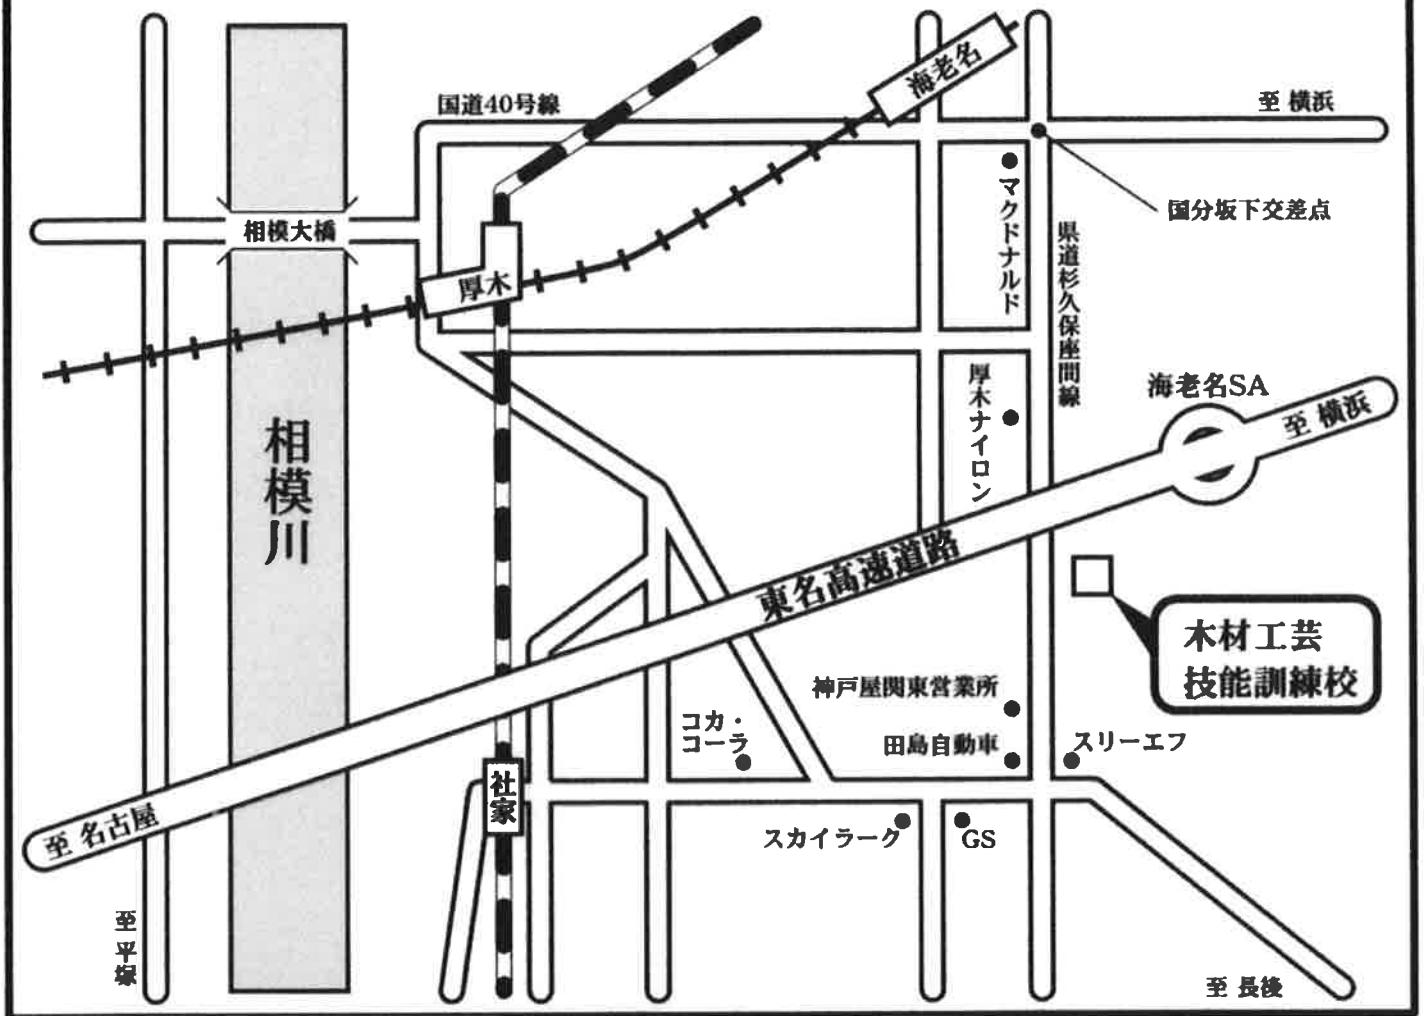 国道40号線
海老名
至 横浜
相模大橋
マクドナルド
国分坂下交差点
厚木
県道杉久保座間線
厚木ナイロン
海老名SA
至 横浜
相模川
東名高速道路
木材工芸
技能訓練校
神戸屋関東営業所
コカ・
コーラ
田島自動車
スリーエフ
社家
至 名古屋
スカイラーク
GS
至 平塚
至 長後